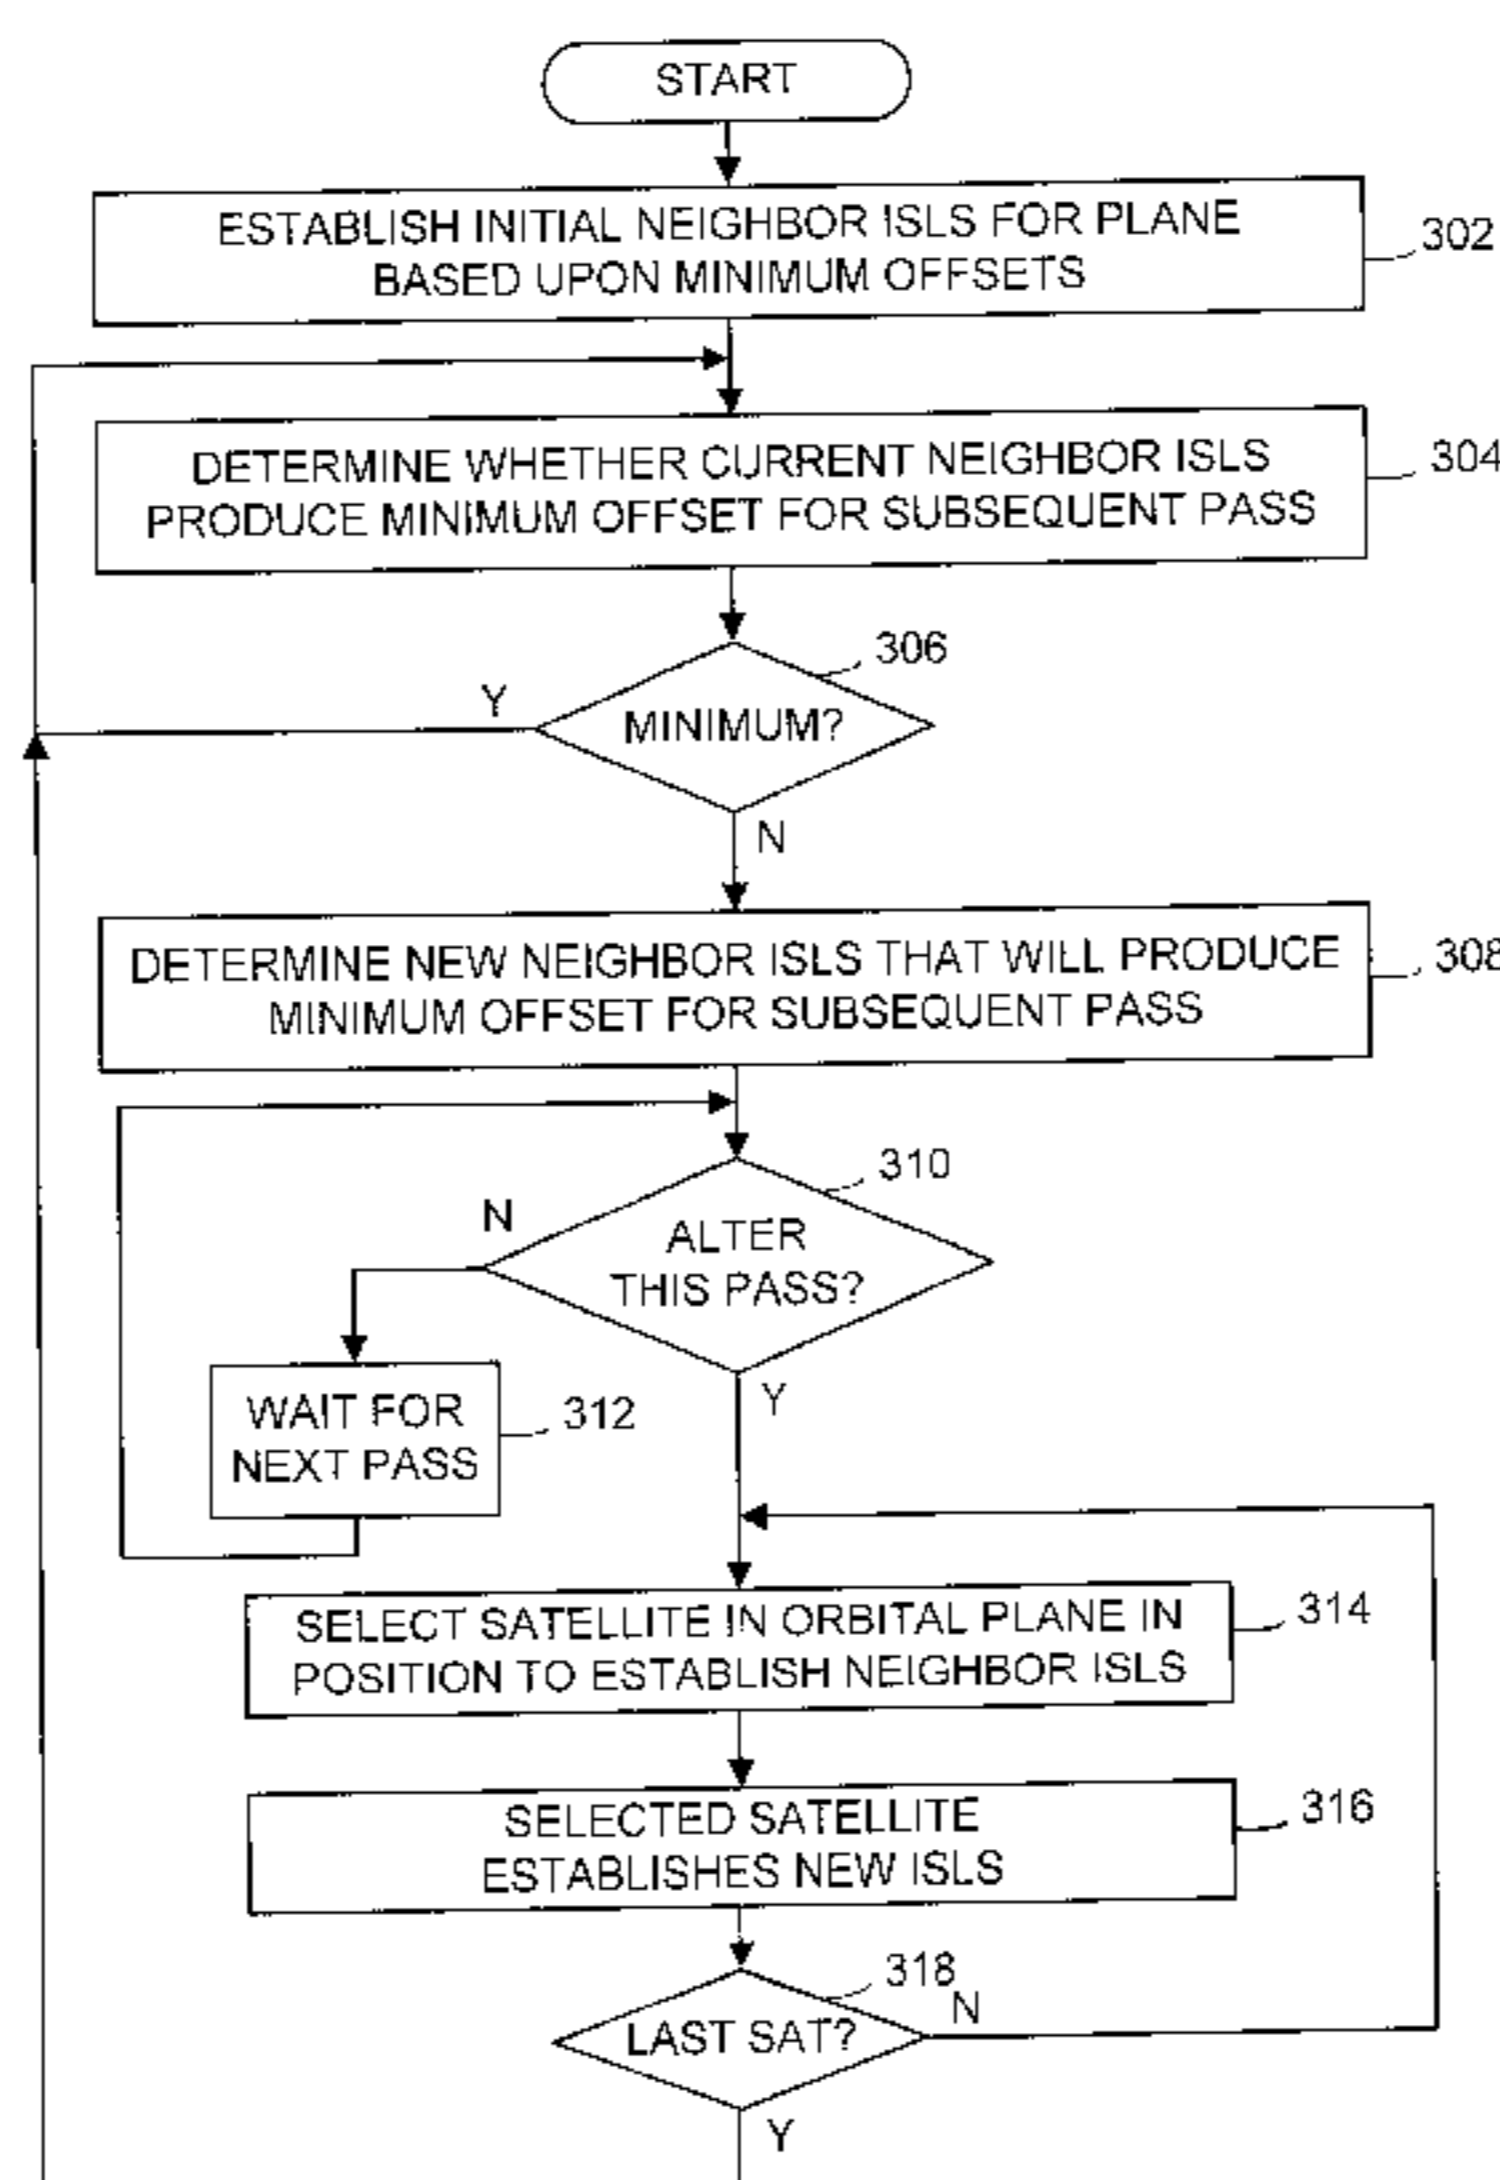 START
ESTABLISH INITIAL NEIGHBOR ISLS FOR PLANE
BASED UPON MINIMUM OFFSETS
302
DETERMINE WHETHER CURRENT NEIGHBOR ISLS
PRODUCE MINIMUM OFFSET FOR SUBSEQUENT PASS
304
306
Y
MINIMUM?
N
DETERMINE NEW NEIGHBOR ISLS THAT WILL PRODUCE
MINIMUM OFFSET FOR SUBSEQUENT PASS
308
310
N
ALTER
THIS PASS?
Y
WAIT FOR
NEXT PASS
312
SELECT SATELLITE IN ORBITAL PLANE IN
POSITION TO ESTABLISH NEIGHBOR ISLS
314
SELECTED SATELLITE
ESTABLISHES NEW ISLS
316
318
N
LAST SAT?
Y